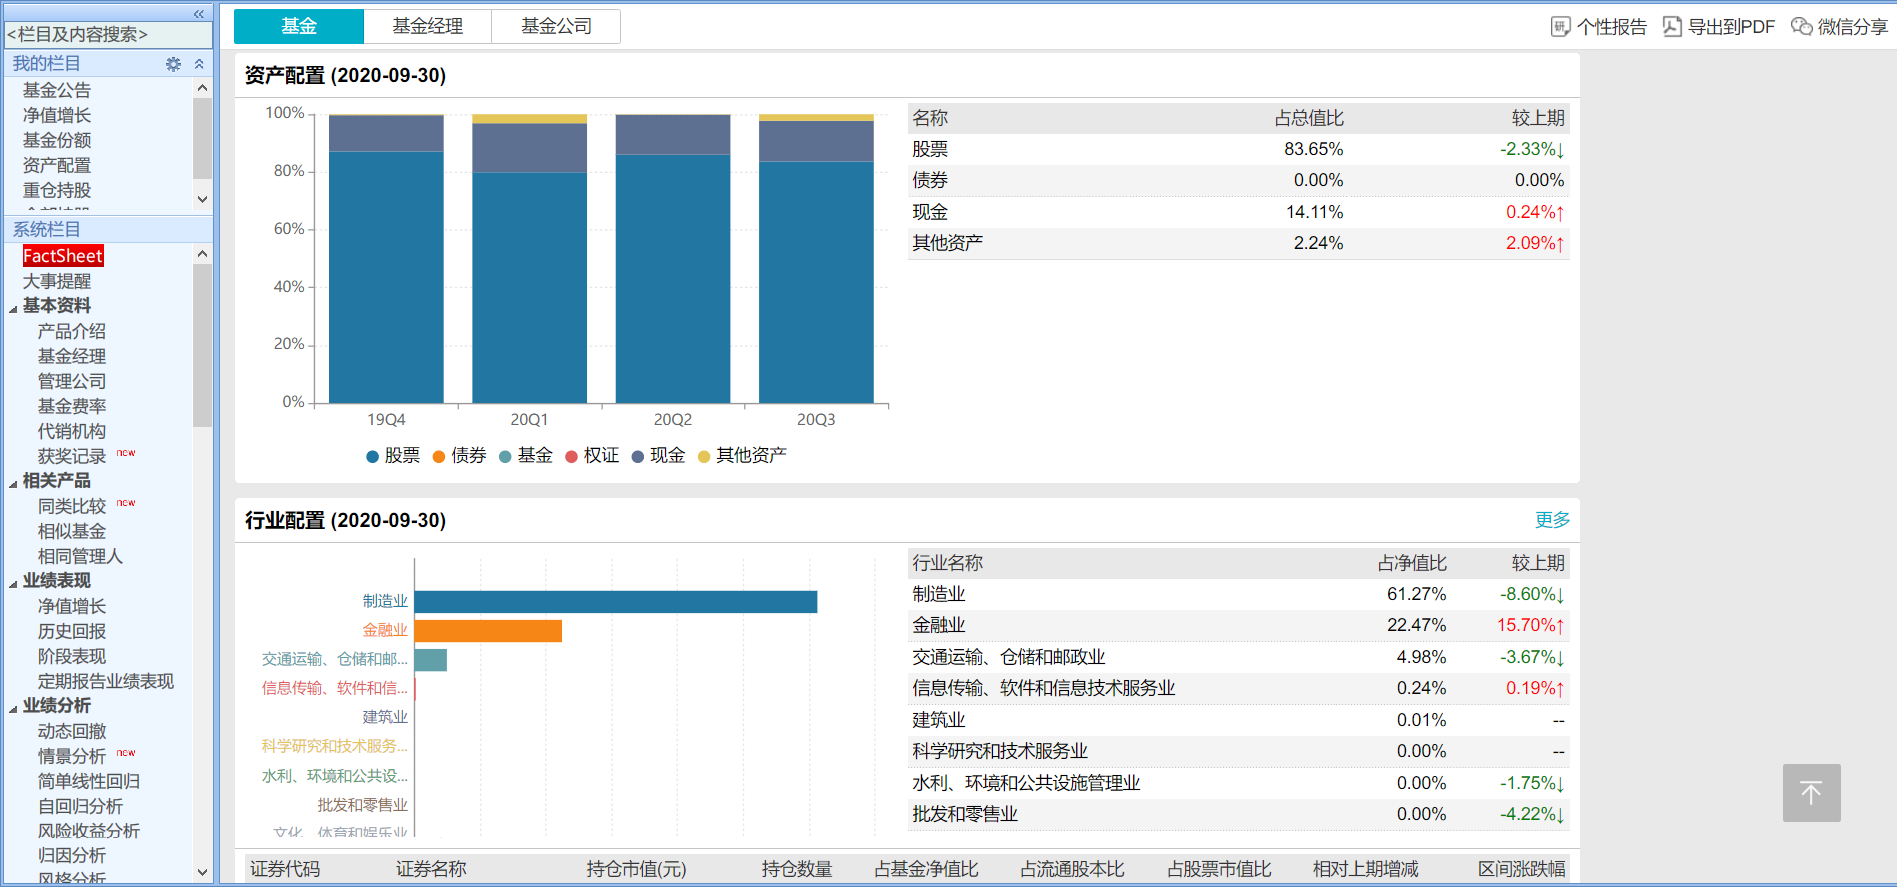 «
<栏目及内容搜索>
我的栏目
基金公告
净值增长
基金份额
资产配置
重仓持股
系统栏目
FactSheet
大事提醒
基本资料
产品介绍
基金经理
管理公司
基金费率
代销机构
获奖记录 new
相关产品
同类比较 new
相似基金
相同管理人
业绩表现
净值增长
历史回报
阶段表现
定期报告业绩表现
业绩分析
动态回撤
情景分析 new
简单线性回归
自回归分析
风险收益分析
归因分析
风格分析
基金 基金经理 基金公司
个性报告 导出到PDF 微信分享
资产配置 (2020-09-30)
100%
80%
60%
40%
20%
0%
19Q4 20Q1 20Q2 20Q3
股票 债券 基金 权证 现金 其他资产
名称 占总值比 较上期
股票 83.65% -2.33%↓
债券 0.00% 0.00%
现金 14.11% 0.24%↑
其他资产 2.24% 2.09%↑
行业配置 (2020-09-30) 更多
制造业
金融业
交通运输、仓储和邮...
信息传输、软件和信...
建筑业
科学研究和技术服务...
水利、环境和公共设...
批发和零售业
文化、体育和娱乐业
行业名称 占净值比 较上期
制造业 61.27% -8.60%↓
金融业 22.47% 15.70%↑
交通运输、仓储和邮政业 4.98% -3.67%↓
信息传输、软件和信息技术服务业 0.24% 0.19%↑
建筑业 0.01% --
科学研究和技术服务业 0.00% --
水利、环境和公共设施管理业 0.00% -1.75%↓
批发和零售业 0.00% -4.22%↓
证券代码 证券名称 持仓市值(元) 持仓数量 占基金净值比 占流通股本比 占股票市值比 相对上期增减 区间涨跌幅